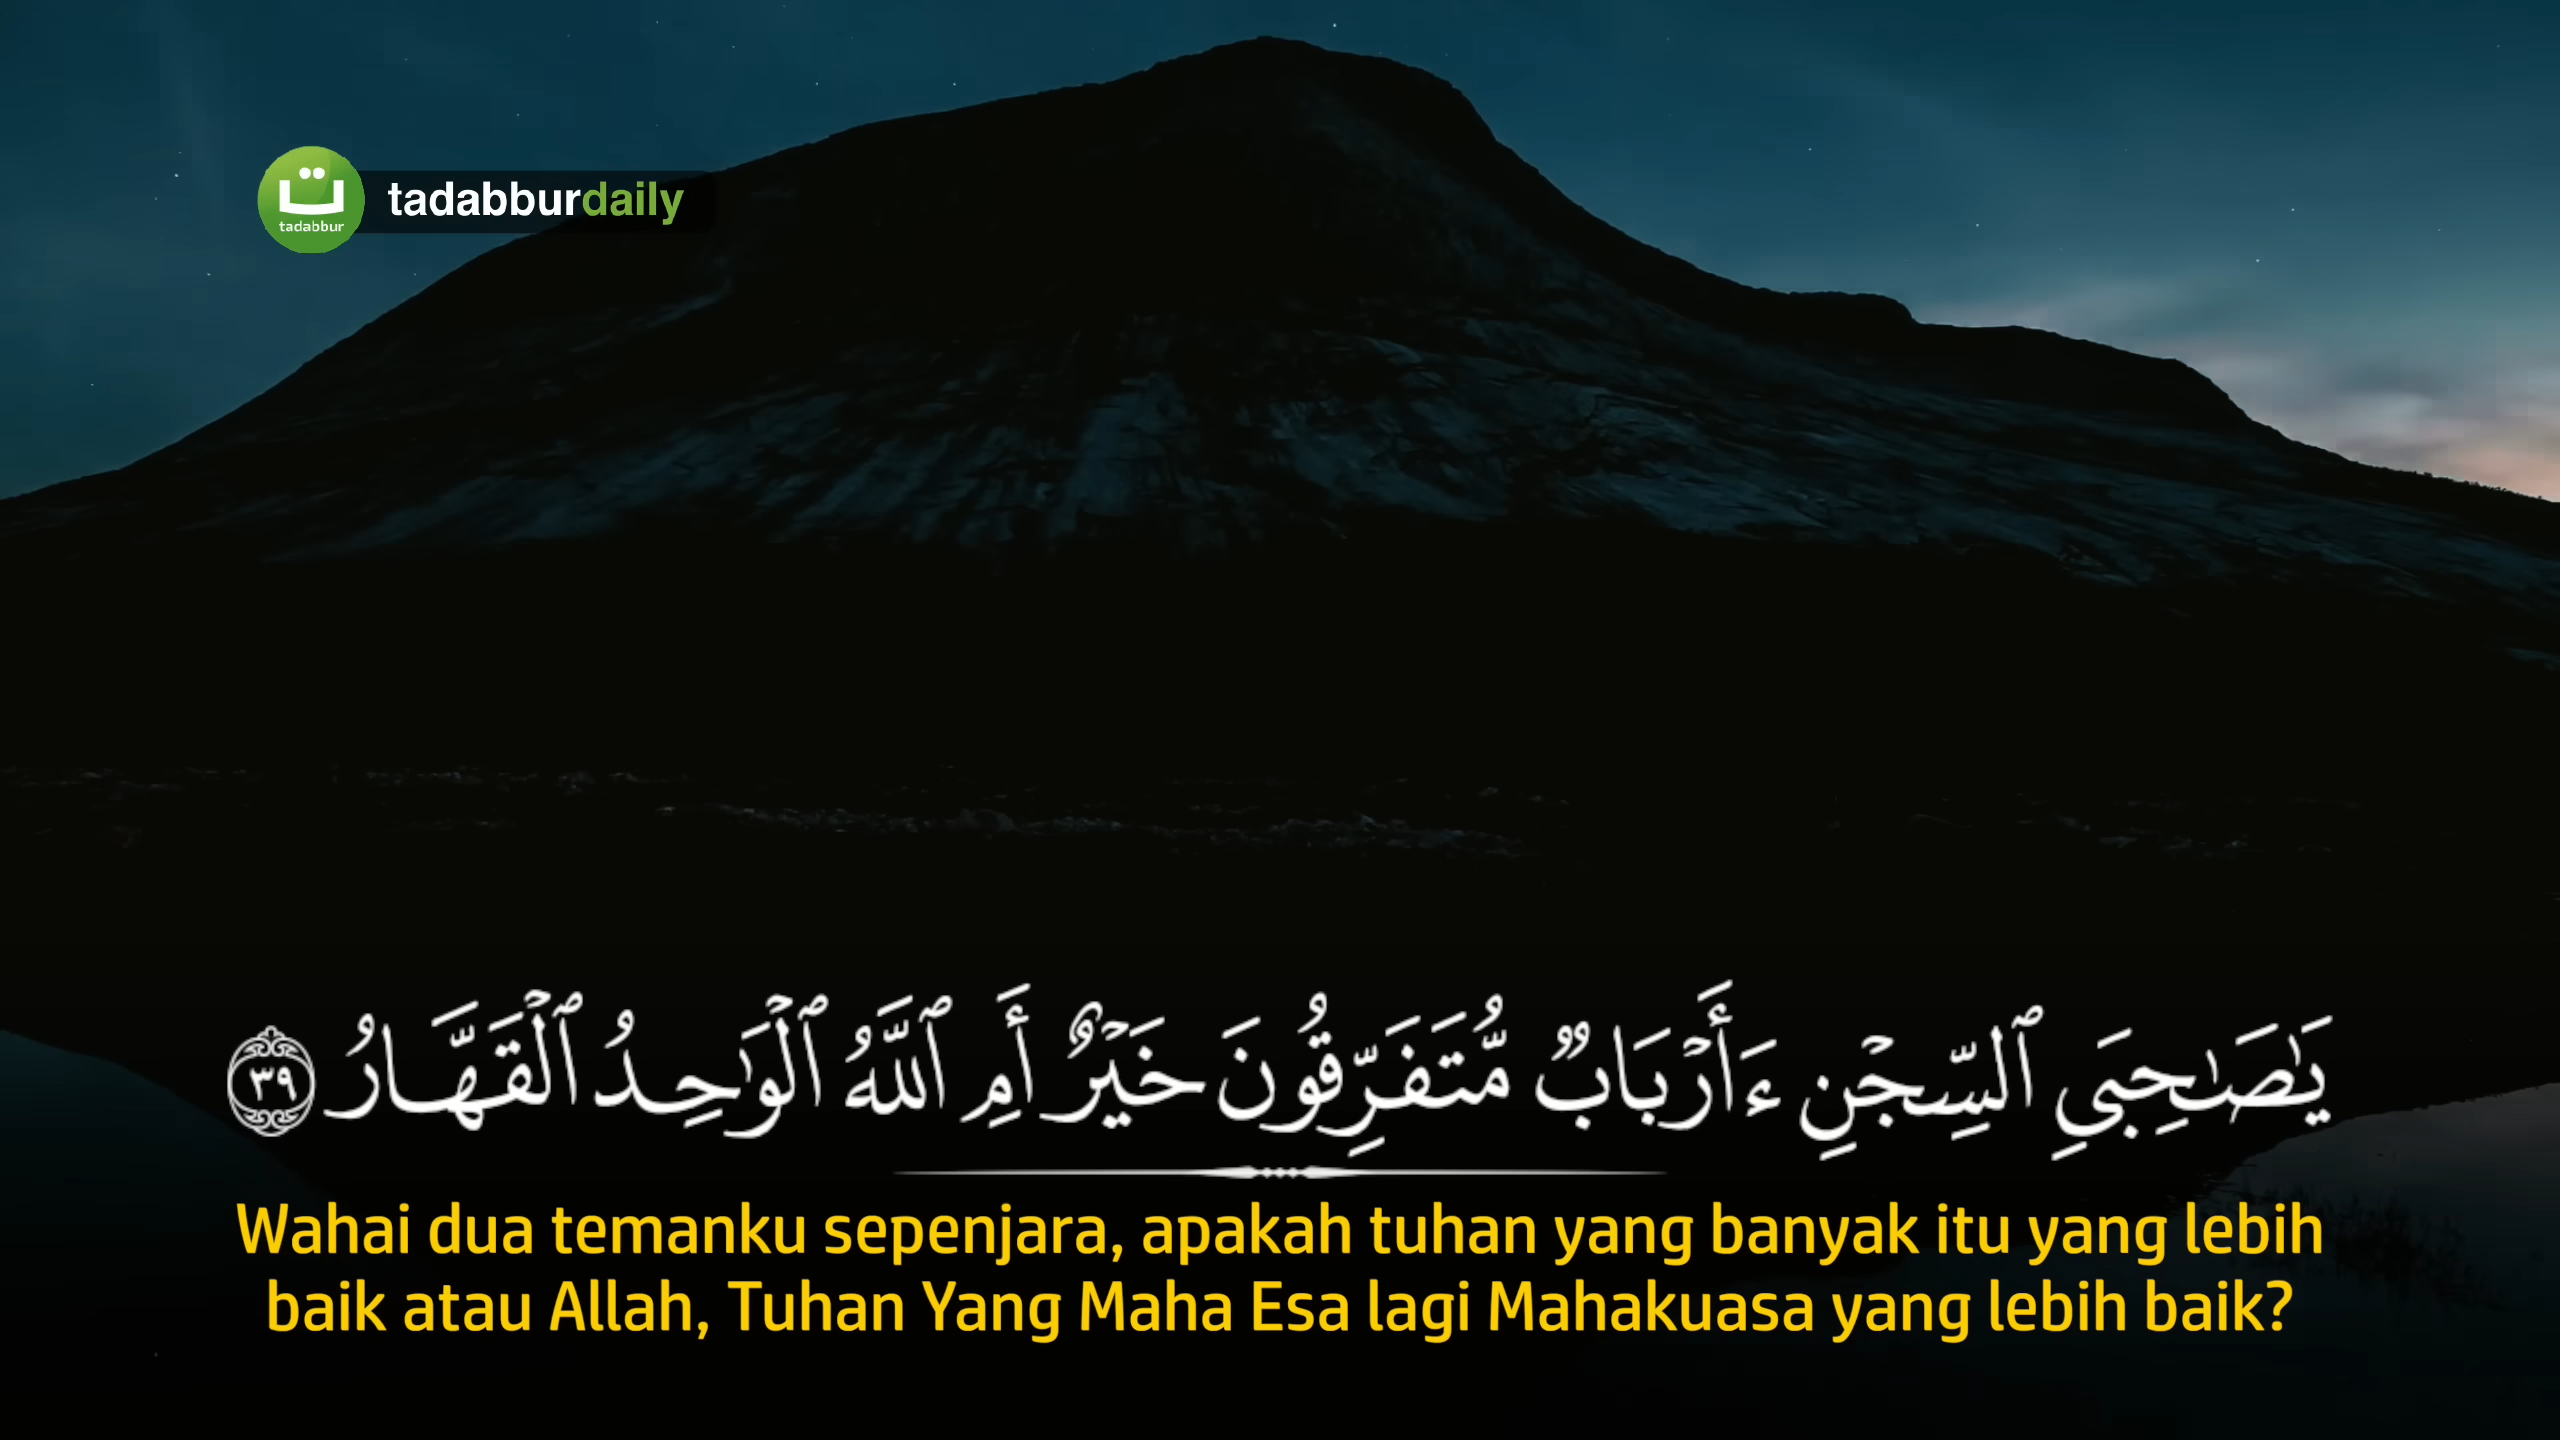 ت
tadabbur
tadabburdaily
يَٰصَٰحِبَيِ ٱلسِّجْنِ ءَأَرْبَابٌ مُّتَفَرِّقُونَ خَيْرٌ أَمِ ٱللَّهُ ٱلْوَٰحِدُ ٱلْقَهَّارُ ٣٩
Wahai dua temanku sepenjara, apakah tuhan yang banyak itu yang lebih
baik atau Allah, Tuhan Yang Maha Esa lagi Mahakuasa yang lebih baik?